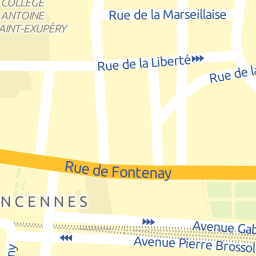 COLLÈGE
ANTOINE
SAINT-EXUPÉRY
Rue de la Marseillaise
Rue de la Liberté
Rue de la
Rue de Fontenay
NCENNES
Avenue Gab
Avenue Pierre Brossol
ny